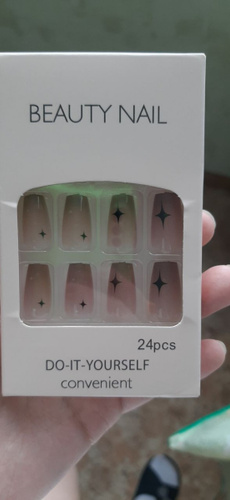 BEAUTY NAIL
24pcs
DO-IT-YOURSELF
convenient